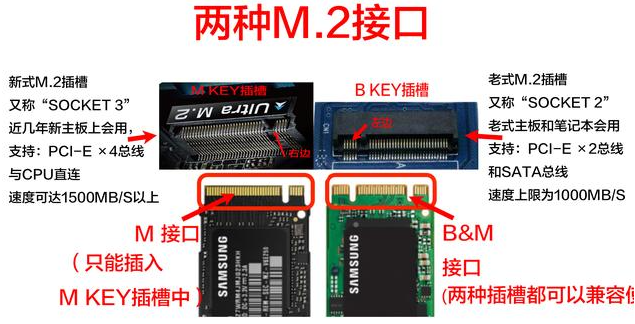 两种M.2接口
新式M.2插槽
又称“SOCKET 3”
近几年新主板上会用，
支持：PCI-E ×4总线
与CPU直连
速度可达1500MB/S以上
M KEY插槽
Ultra M.2
右边
B KEY插槽
CN1
左边
老式M.2插槽
又称“SOCKET 2”
老式主板和笔记本会用
支持：PCI-E ×2总线
和SATA总线
速度上限为1000MB/S
M 接口
（只能插入
M KEY插槽中）
SAMSUNG
SAMSUNG
B&M
接口
(两种插槽都可以兼容使